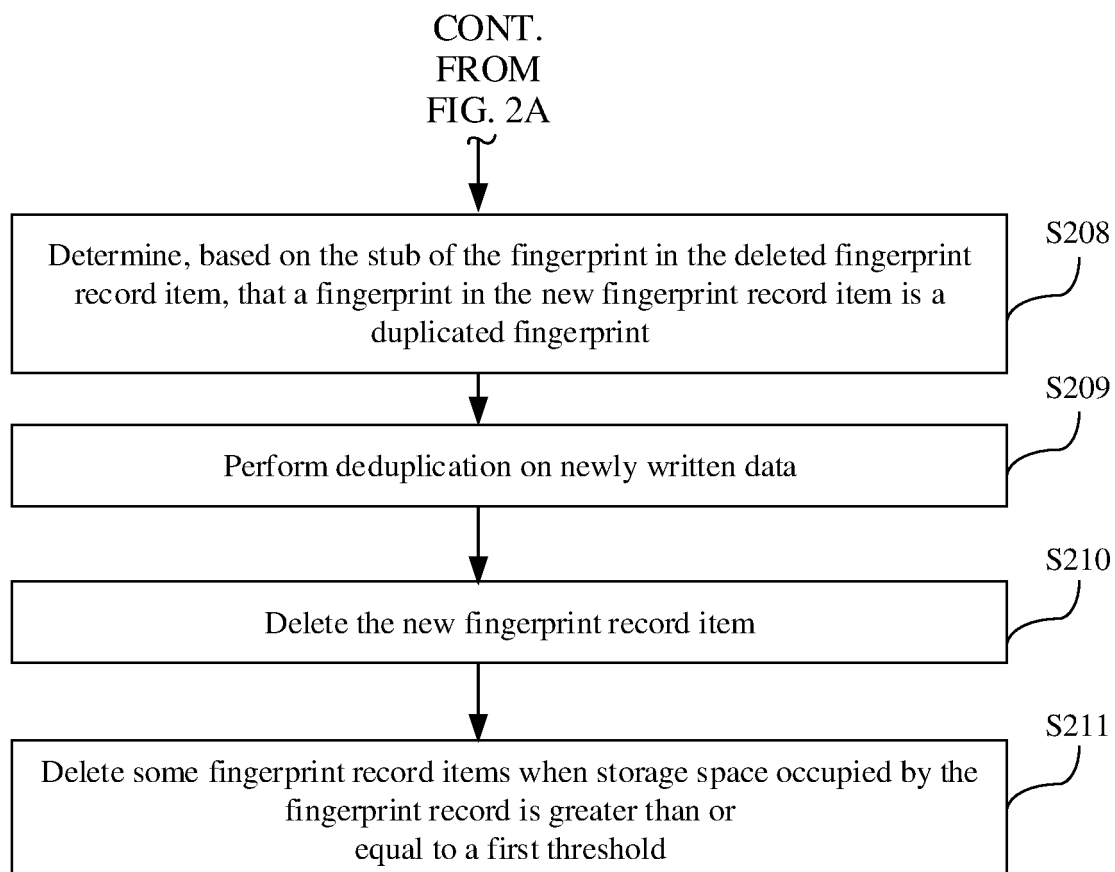 CONT.
FROM
FIG. 2A
S208
Determine, based on the stub of the fingerprint in the deleted fingerprint
record item, that a fingerprint in the new fingerprint record item is a
duplicated fingerprint
S209
Perform deduplication on newly written data
S210
Delete the new fingerprint record item
S211
Delete some fingerprint record items when storage space occupied by the
fingerprint record is greater than or
equal to a first threshold